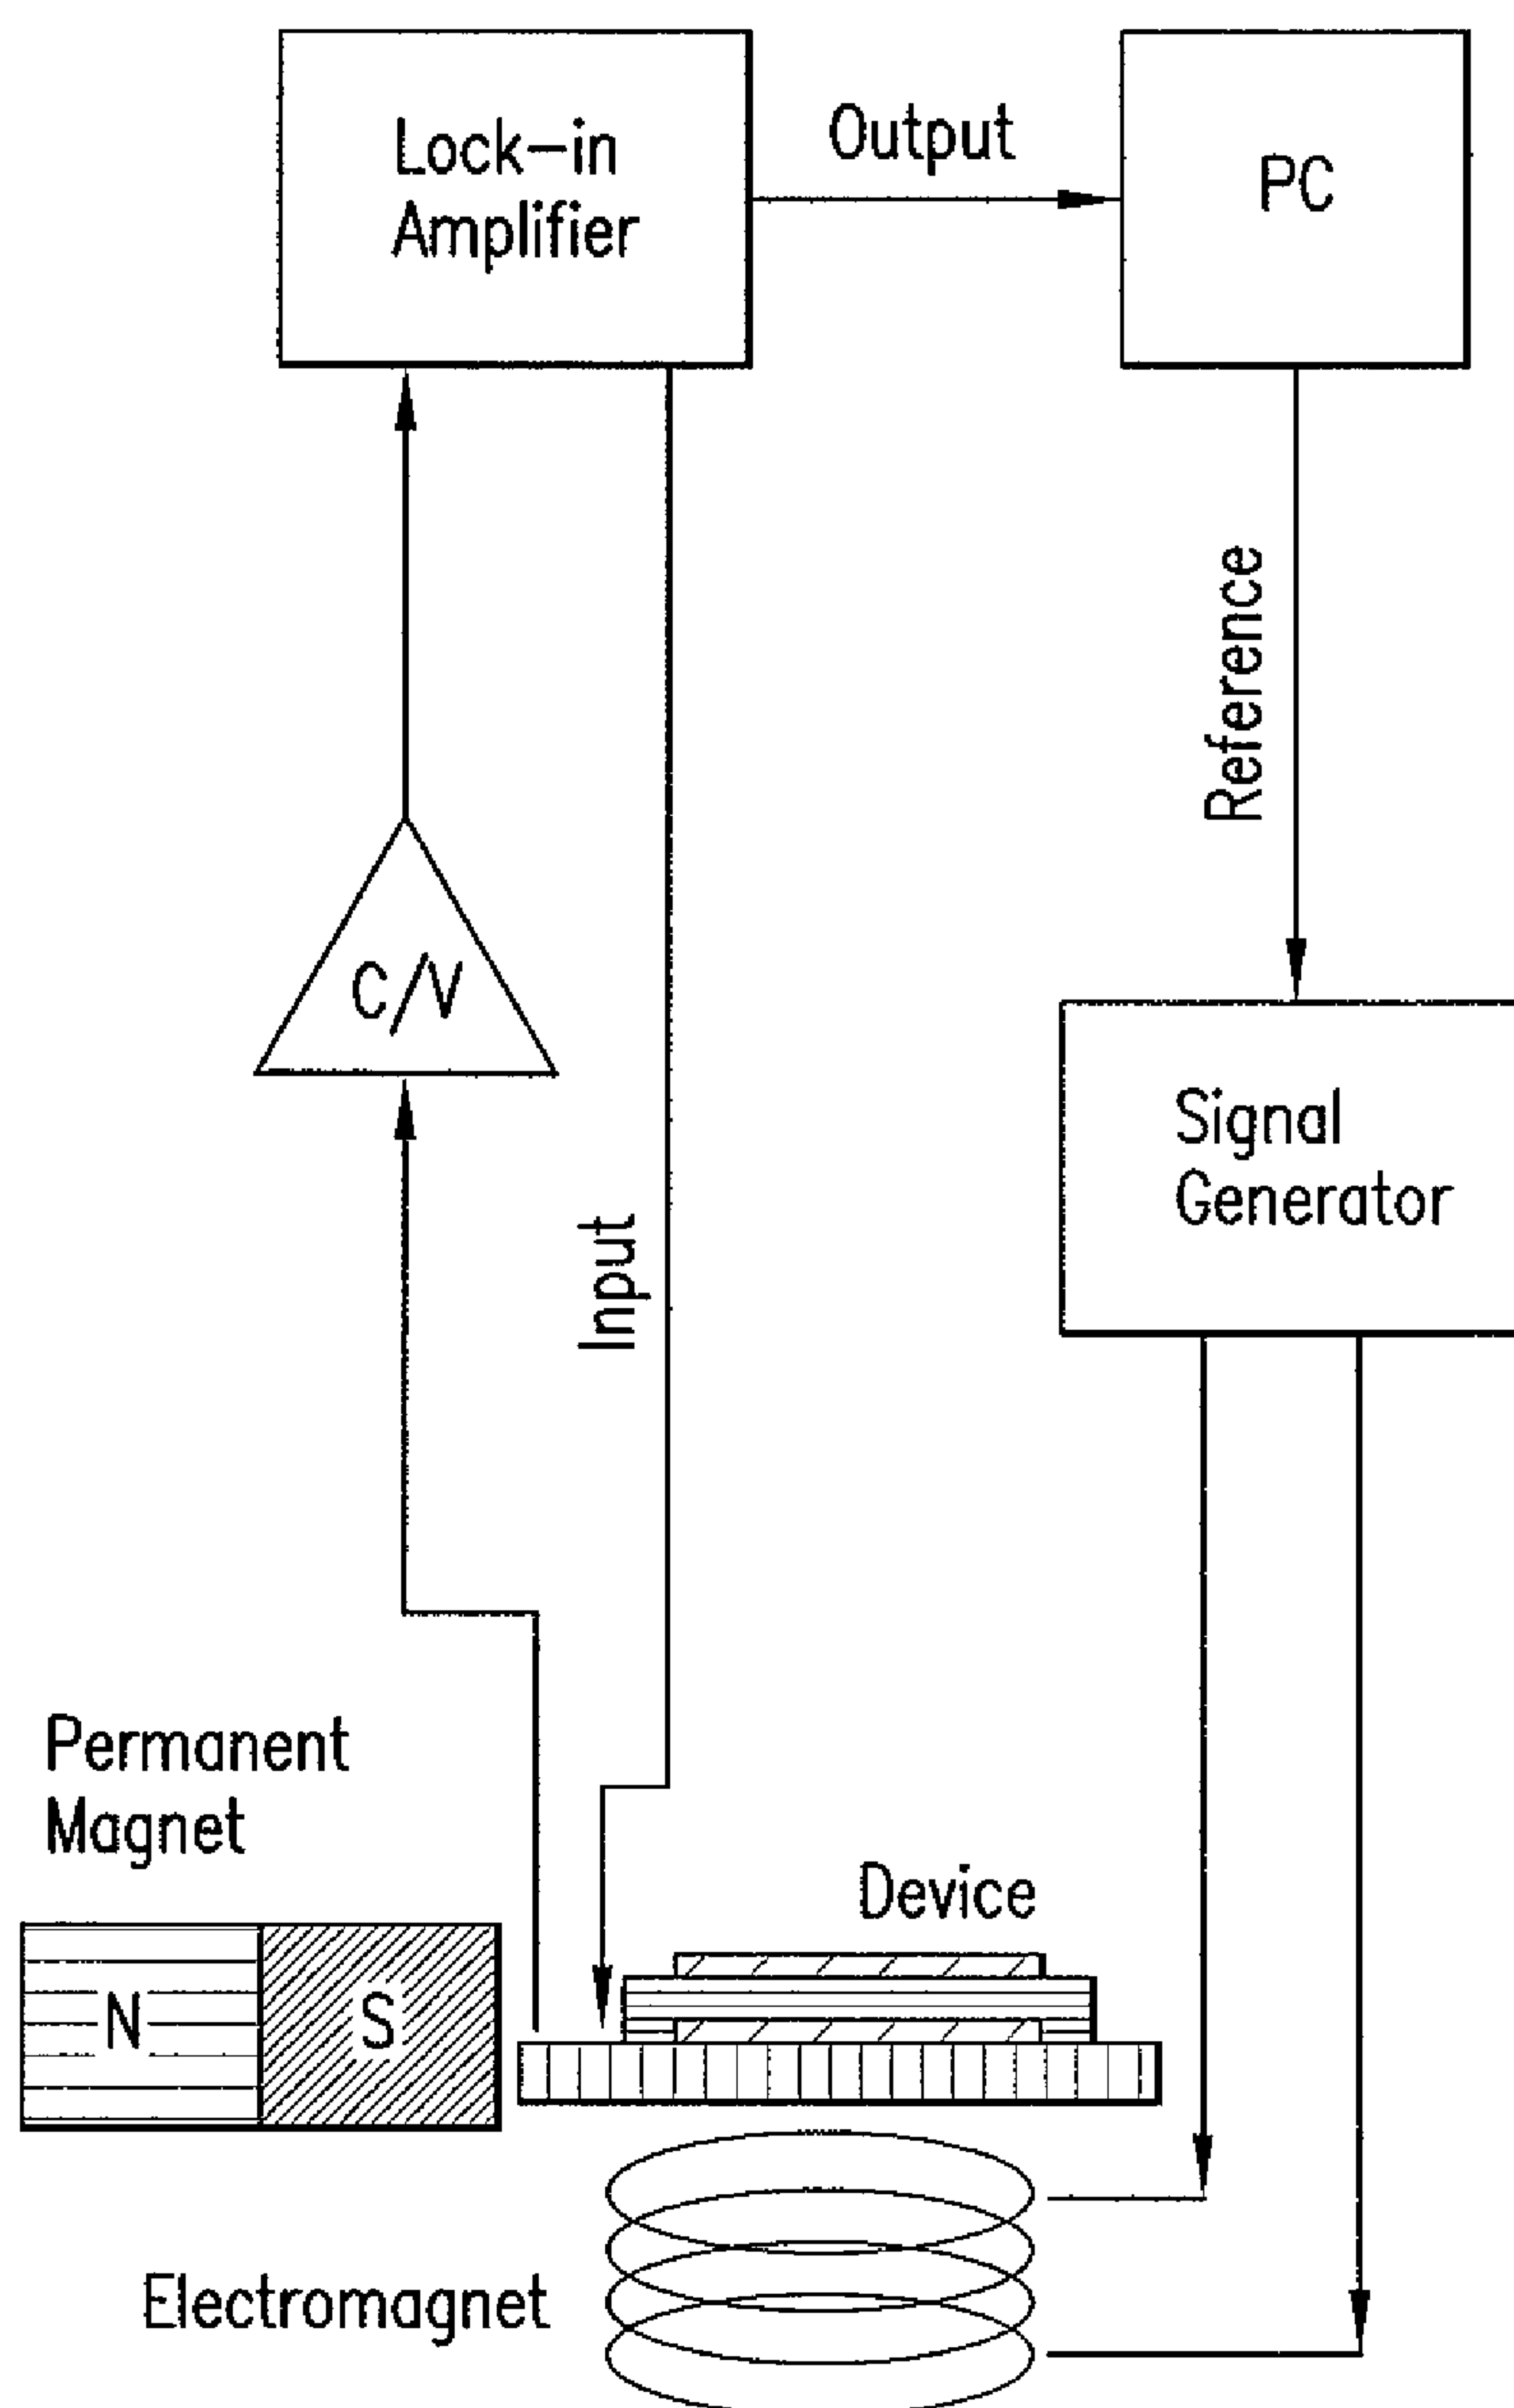 Lock-in
Amplifier
Output
PC
Reference
C/V
Signal
Generator
Input
Permanent
Magnet
Device
N
S
Electromagnet